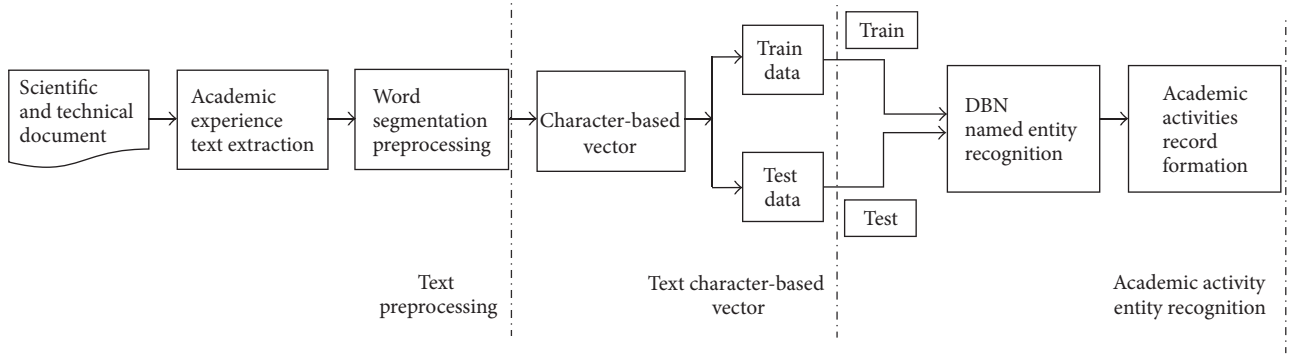 Scientific
and technical
document
Academic
experience
text extraction
Word
segmentation
preprocessing
Character-based
vector
Train
data
Test
data
Train
Test
DBN
named entity
recognition
Academic
activities
record
formation
Text
preprocessing
Text character-based
vector
Academic activity
entity recognition